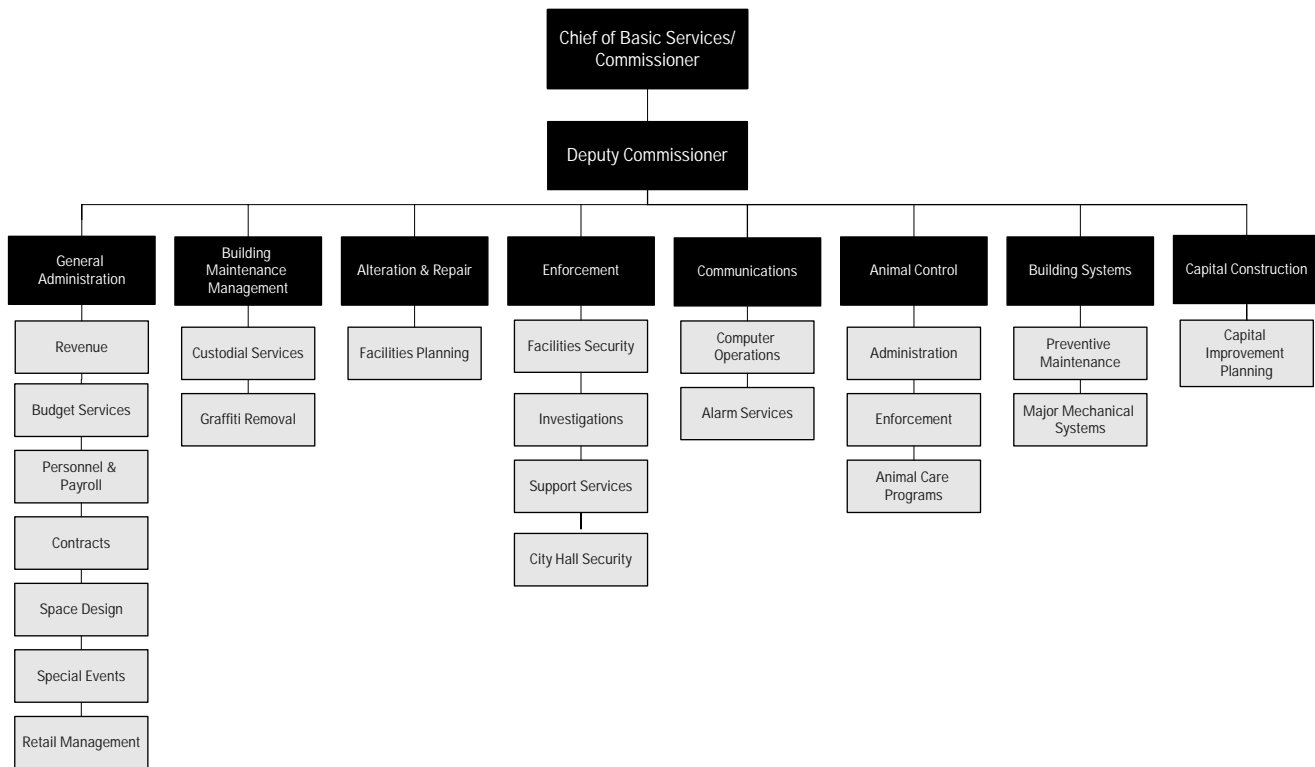 Chief of Basic Services/
Commissioner
Deputy Commissioner
General
Administration
Building
Maintenance
Management
Alteration & Repair
Enforcement
Communications
Animal Control
Building Systems
Capital Construction
Revenue
Budget Services
Personnel &
Payroll
Contracts
Space Design
Special Events
Retail Management
Custodial Services
Graffiti Removal
Facilities Planning
Facilities Security
Investigations
Support Services
City Hall Security
Computer
Operations
Alarm Services
Administration
Enforcement
Animal Care
Programs
Preventive
Maintenance
Major Mechanical
Systems
Capital
Improvement
Planning